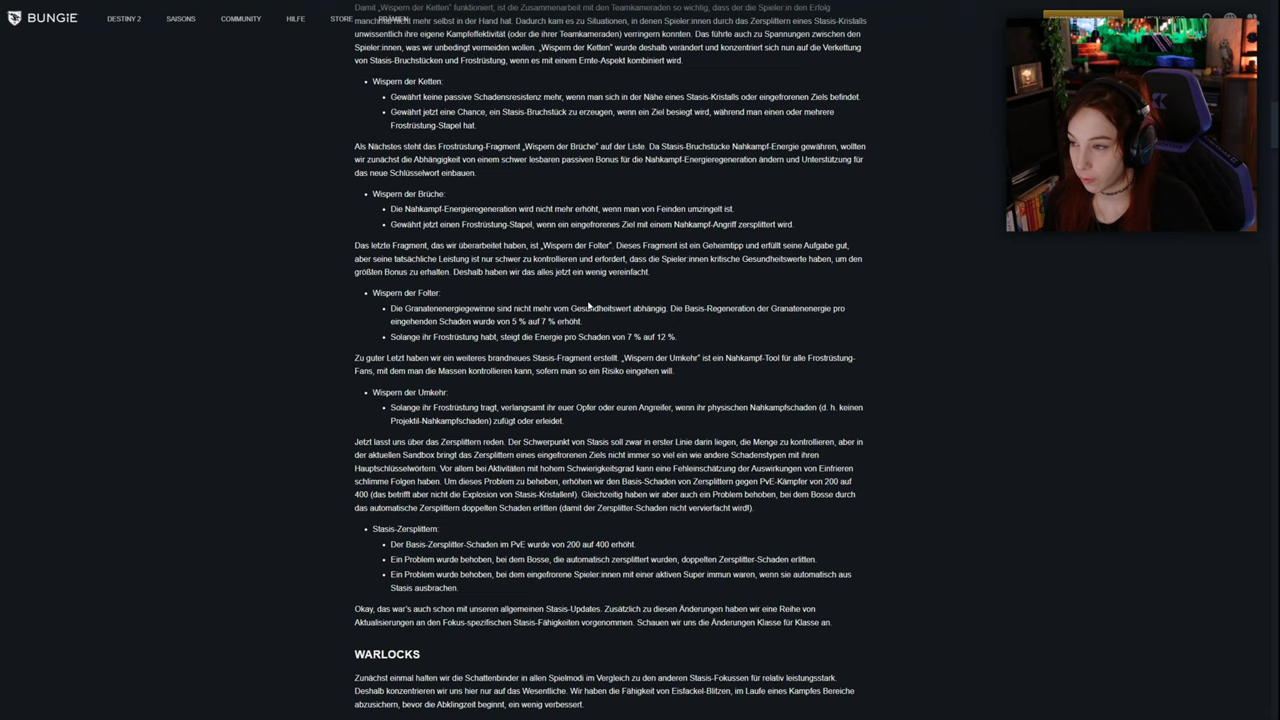 BUNGiE DESTINY 2 SAISONS COMMUNITY HILFE STORE PRÄMIEN
Damit „Wispern der Ketten" funktioniert, ist die Zusammenarbeit mit den Teamkameraden so wichtig, dass der die Spieler:in den Erfolg
manchmal nicht mehr selbst in der Hand hat. Dadurch kam es zu Situationen, in denen Spieler:innen durch das Zersplittern eines Stasis-Kristalls
unwissentlich ihre eigene Kampfeffektivität (oder die ihrer Teamkameraden) verringern konnten. Das führte auch zu Spannungen zwischen den
Spieler:innen, was wir unbedingt vermeiden wollen. „Wispern der Ketten" wurde deshalb verändert und konzentriert sich nun auf die Verkettung
von Stasis-Bruchstücken und Frostrüstung, wenn es mit einem Ernte-Aspekt kombiniert wird.
• Wispern der Ketten:
• Gewährt keine passive Schadensresistenz mehr, wenn man sich in der Nähe eines Stasis-Kristalls oder eingefrorenen Ziels befindet.
• Gewährt jetzt eine Chance, ein Stasis-Bruchstück zu erzeugen, wenn ein Ziel besiegt wird, während man einen oder mehrere
Frostrüstung-Stapel hat.
Als Nächstes steht das Frostrüstung-Fragment „Wispern der Brüche" auf der Liste. Da Stasis-Bruchstücke Nahkampf-Energie gewähren, wollten
wir zunächst die Abhängigkeit von einem schwer lesbaren passiven Bonus für die Nahkampf-Energieregeneration ändern und Unterstützung für
das neue Schlüsselwort einbauen.
• Wispern der Brüche:
• Die Nahkampf-Energieregeneration wird nicht mehr erhöht, wenn man von Feinden umzingelt ist.
• Gewährt jetzt einen Frostrüstung-Stapel, wenn ein eingefrorenes Ziel mit einem Nahkampf-Angriff zersplittert wird.
Das letzte Fragment, das wir überarbeitet haben, ist „Wispern der Folter". Dieses Fragment ist ein Geheimtipp und erfüllt seine Aufgabe gut,
aber seine tatsächliche Leistung ist nur schwer zu kontrollieren und erfordert, dass die Spieler:innen kritische Gesundheitswerte haben, um den
größten Bonus zu erhalten. Deshalb haben wir das alles jetzt ein wenig vereinfacht.
• Wispern der Folter:
• Die Granatenenergiegewinne sind nicht mehr vom Gesundheitswert abhängig. Die Basis-Regeneration der Granatenenergie pro
eingehenden Schaden wurde von 5 % auf 7 % erhöht.
• Solange ihr Frostrüstung habt, steigt die Energie pro Schaden von 7 % auf 12 %.
Zu guter Letzt haben wir ein weiteres brandneues Stasis-Fragment erstellt. „Wispern der Umkehr" ist ein Nahkampf-Tool für alle Frostrüstung-
Fans, mit dem man die Massen kontrollieren kann, sofern man so ein Risiko eingehen will.
• Wispern der Umkehr:
• Solange ihr Frostrüstung tragt, verlangsamt ihr euer Opfer oder euren Angreifer, wenn ihr physischen Nahkampfschaden (d. h. keinen
Projektil-Nahkampfschaden) zufügt oder erleidet.
Jetzt lasst uns über das Zersplittern reden. Der Schwerpunkt von Stasis soll zwar in erster Linie darin liegen, die Menge zu kontrollieren, aber in
der aktuellen Sandbox bringt das Zersplittern eines eingefrorenen Ziels nicht immer so viel ein wie andere Schadenstypen mit ihren
Hauptschlüsselwörtern. Vor allem bei Aktivitäten mit hohem Schwierigkeitsgrad kann eine Fehleinschätzung der Auswirkungen von Einfrieren
schlimme Folgen haben. Um dieses Problem zu beheben, erhöhen wir den Basis-Schaden von Zersplittern gegen PvE-Kämpfer von 200 auf
400 (das betrifft aber nicht die Explosion von Stasis-Kristallen!). Gleichzeitig haben wir aber auch ein Problem behoben, bei dem Bosse durch
das automatische Zersplittern doppelten Schaden erlitten (damit der Zersplitter-Schaden nicht vervierfacht wird!).
• Stasis-Zersplittern:
• Der Basis-Zersplitter-Schaden im PvE wurde von 200 auf 400 erhöht.
• Ein Problem wurde behoben, bei dem Bosse, die automatisch zersplittert wurden, doppelten Zersplitter-Schaden erlitten.
• Ein Problem wurde behoben, bei dem eingefrorene Spieler:innen mit einer aktiven Super immun waren, wenn sie automatisch aus
Stasis ausbrachen.
Okay, das war's auch schon mit unseren allgemeinen Stasis-Updates. Zusätzlich zu diesen Änderungen haben wir eine Reihe von
Aktualisierungen an den Fokus-spezifischen Stasis-Fähigkeiten vorgenommen. Schauen wir uns die Änderungen Klasse für Klasse an.
WARLOCKS
Zunächst einmal halten wir die Schattenbinder in allen Spielmodi im Vergleich zu den anderen Stasis-Fokussen für relativ leistungsstark.
Deshalb konzentrieren wir uns hier nur auf das Wesentliche. Wir haben die Fähigkeit von Eisfackel-Blitzen, im Laufe eines Kampfes Bereiche
abzusichern, bevor die Abklingzeit beginnt, ein wenig verbessert.